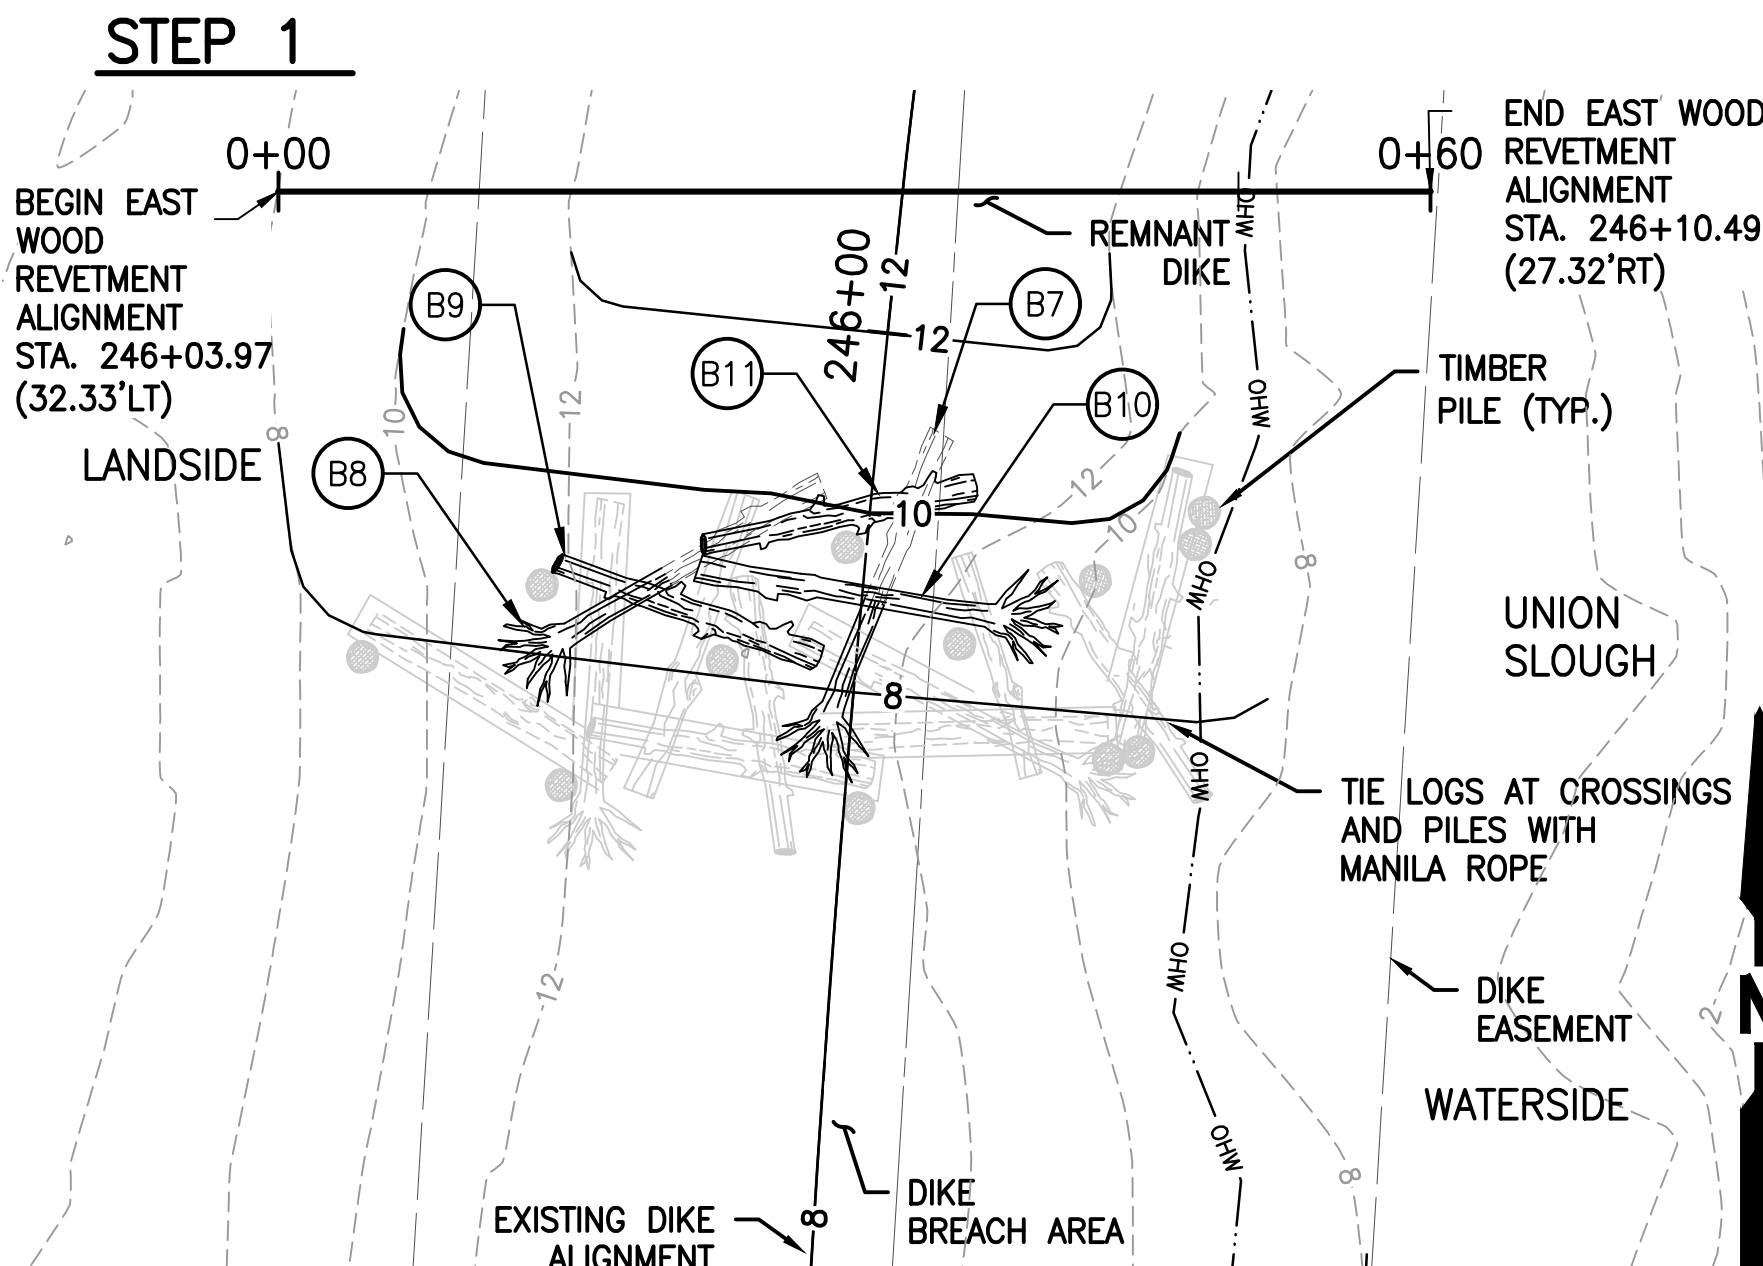 STEP 1
0+00
0+60
END EAST WOOD
REVETMENT
ALIGNMENT
STA. 246+10.49
(27.32'RT)
BEGIN EAST
WOOD
REVETMENT
ALIGNMENT
STA. 246+03.97
(32.33'LT)
REMNANT
DIKE
OHW
246+00
12
12
B9
B7
B11
B10
B8
TIMBER
PILE (TYP.)
OHW
LANDSIDE
8
10
12
12
10
10
8
OHW
UNION
SLOUGH
8
OHW
TIE LOGS AT CROSSINGS
AND PILES WITH
MANILA ROPE
OHW
12
DIKE
EASEMENT
2
N
WATERSIDE
OHW
8
DIKE
BREACH AREA
EXISTING DIKE
ALIGNMENT
8